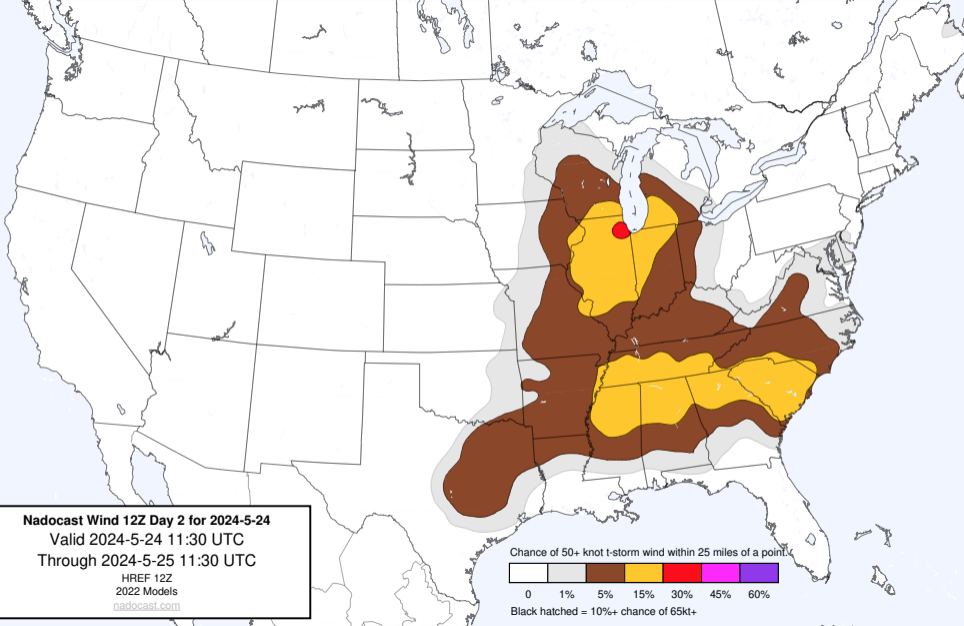 Nadocast Wind 12Z Day 2 for 2024-5-24
Valid 2024-5-24 11:30 UTC
Through 2024-5-25 11:30 UTC
HREF 12Z
2022 Models
nadocast.com
Chance of 50+ knot t-storm wind within 25 miles of a point.
0 1% 5% 15% 30% 45% 60%
Black hatched = 10%+ chance of 65kt+